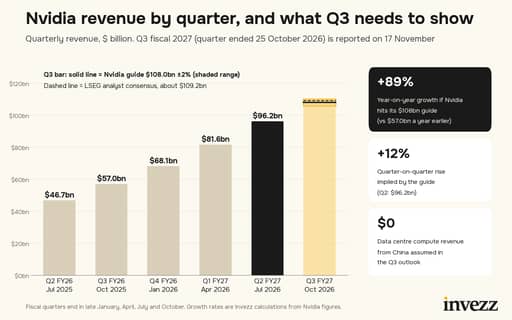 Nvidia revenue by quarter, and what Q3 needs to show
Quarterly revenue, $ billion. Q3 fiscal 2027 (quarter ended 25 October 2026) is reported on 17 November
Q3 bar: solid line = Nvidia guide $108.0bn ±2% (shaded range)
Dashed line = LSEG analyst consensus, about $109.2bn
$120bn
$100bn
$80bn
$60bn
$40bn
$20bn
$0bn
$46.7bn
$57.0bn
$68.1bn
$81.6bn
$96.2bn
Q2 FY26
Jul 2025
Q3 FY26
Oct 2025
Q4 FY26
Jan 2026
Q1 FY27
Apr 2026
Q2 FY27
Jul 2026
Q3 FY27
Oct 2026
+89%
Year-on-year growth if Nvidia
hits its $108bn guide
(vs $57.0bn a year earlier)
+12%
Quarter-on-quarter rise
implied by the guide
(Q2: $96.2bn)
$0
Data centre compute revenue
from China assumed in
the Q3 outlook
Fiscal quarters end in late January, April, July and October. Growth rates are Invezz calculations from Nvidia figures.
invezz